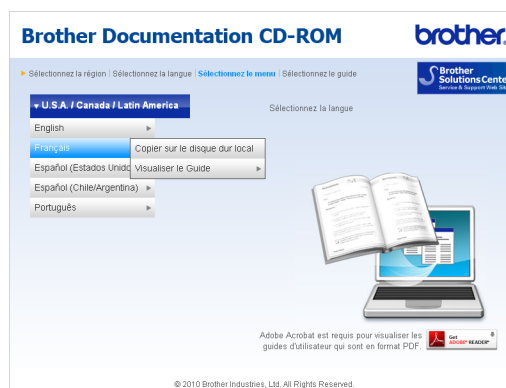 Brother Documentation CD-ROM
brother
Sélectionnez la région | Sélectionnez la langue | Sélectionnez le menu | Sélectionnez le guide
Brother
Solutions Center
Service & Support Web Site
U.S.A. / Canada / Latin America
Sélectionnez la langue
English
Français
Copier sur le disque dur local
Español (Estados Unido
Visualiser le Guide
Español (Chile/Argentina)
Português
Adobe Acrobat est requis pour visualiser les
guides d'utilisateur qui sont en format PDF.
Get
ADOBE® READER®
© 2010 Brother Industries, Ltd. All Rights Reserved.